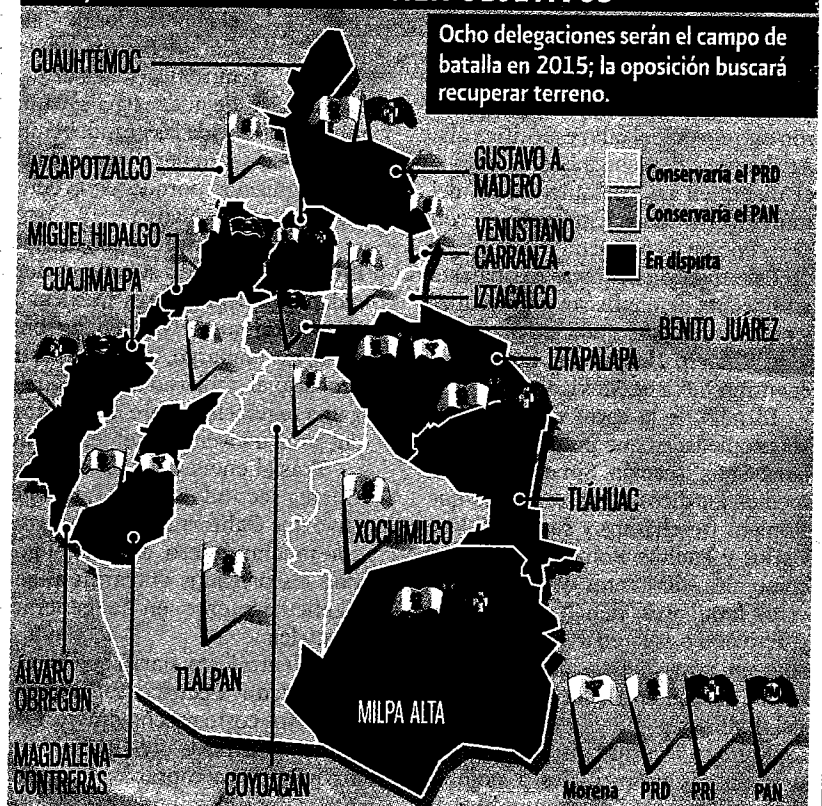 Ocho delegaciones serán el campo de
batalla en 2015; la oposición buscará
recuperar terreno.
CUAUHTÉMOC
AZCAPOTZALCO
MIGUEL HIDALGO
CUAJIMALPA
GUSTAVO A.
MADERO
VENUSTIANO
CARRANZA
IZTACALCO
BENITO JUÁREZ
IZTAPALAPA
Conservaría el PRD
Conservaría el PAN
En disputa
TLÁHUAC
XOCHIMILCO
TLALPAN
MILPA ALTA
ÁLVARO
OBREGÓN
MAGDALENA
CONTRERAS
COYOACÁN
Morena PRD PRI PAN